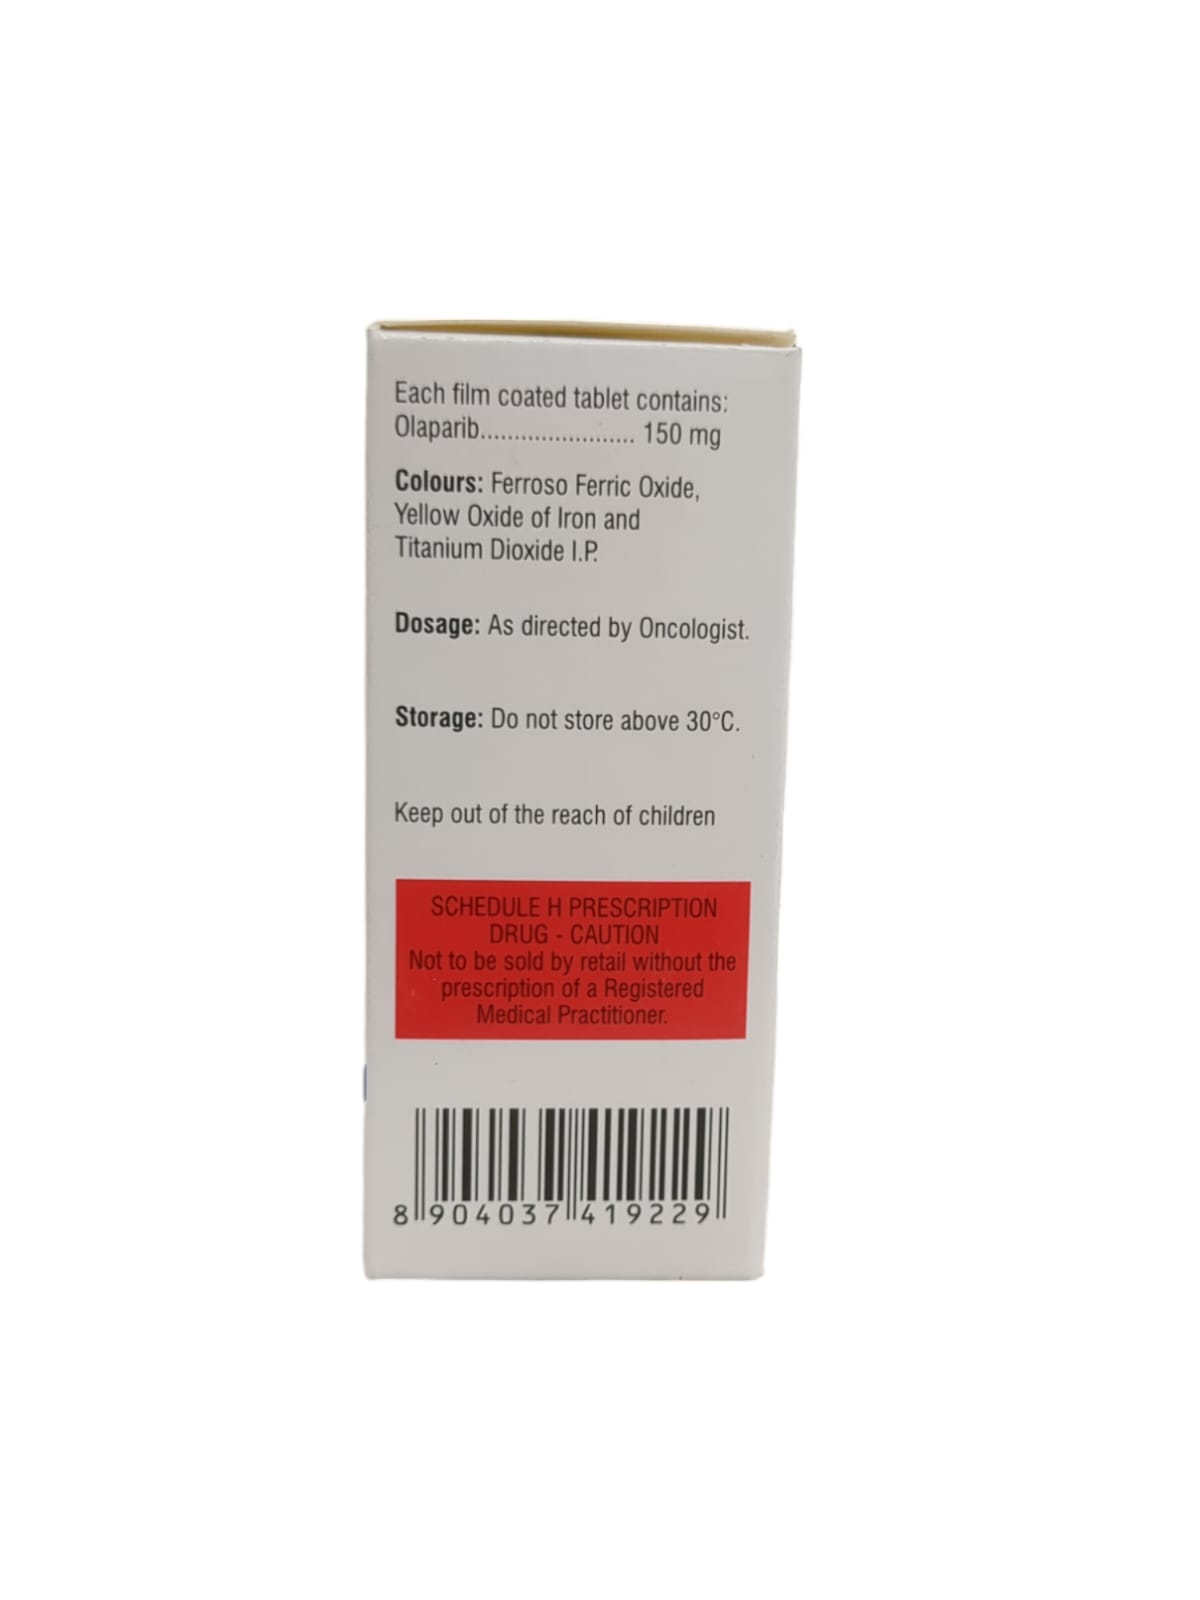 Each film coated tablet contains:
Olaparib....................... 150 mg
Colours: Ferroso Ferric Oxide,
Yellow Oxide of Iron and
Titanium Dioxide I.P.
Dosage: As directed by Oncologist.
Storage: Do not store above 30°C.
Keep out of the reach of children
SCHEDULE H PRESCRIPTION
DRUG - CAUTION
Not to be sold by retail without the
prescription of a Registered
Medical Practitioner.
8 904037 419229